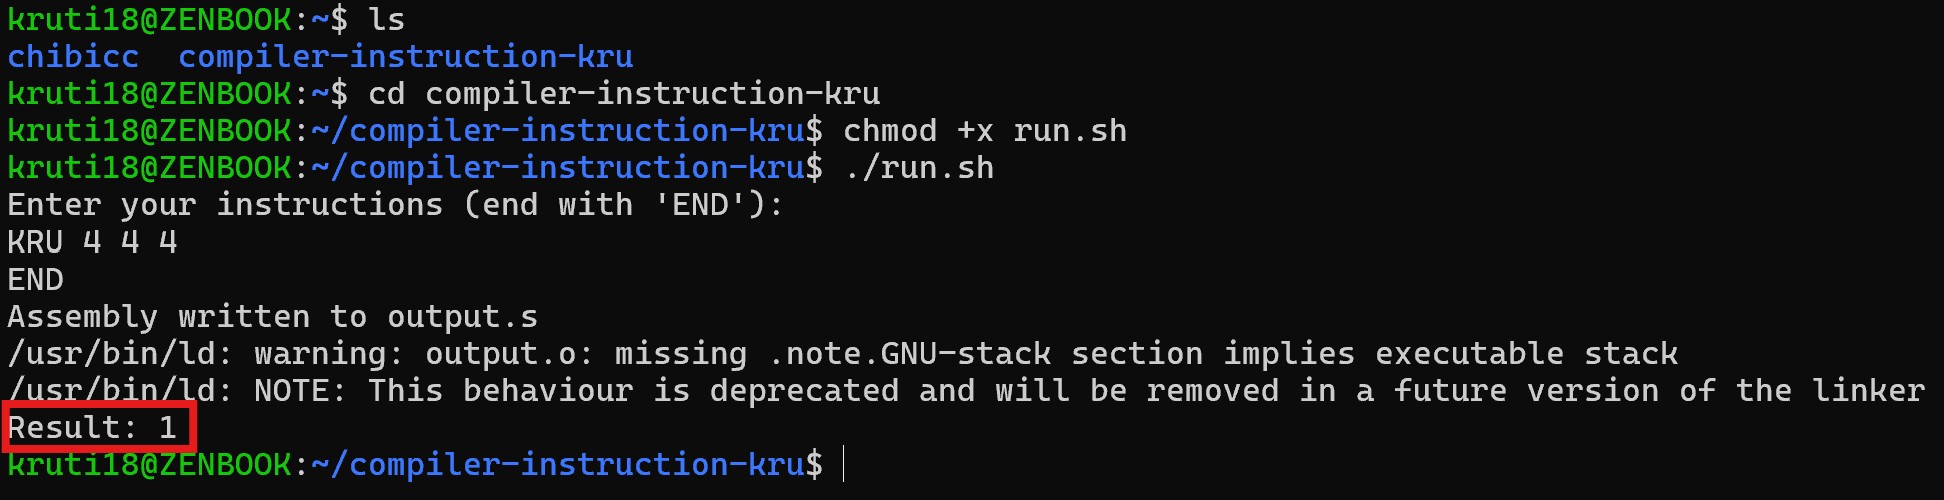 kruti18@ZENBOOK:~$ ls
chibicc  compiler-instruction-kru
kruti18@ZENBOOK:~$ cd compiler-instruction-kru
kruti18@ZENBOOK:~/compiler-instruction-kru$ chmod +x run.sh
kruti18@ZENBOOK:~/compiler-instruction-kru$ ./run.sh
Enter your instructions (end with 'END'):
KRU 4 4 4
END
Assembly written to output.s
/usr/bin/ld: warning: output.o: missing .note.GNU-stack section implies executable stack
/usr/bin/ld: NOTE: This behaviour is deprecated and will be removed in a future version of the linker
Result: 1
kruti18@ZENBOOK:~/compiler-instruction-kru$